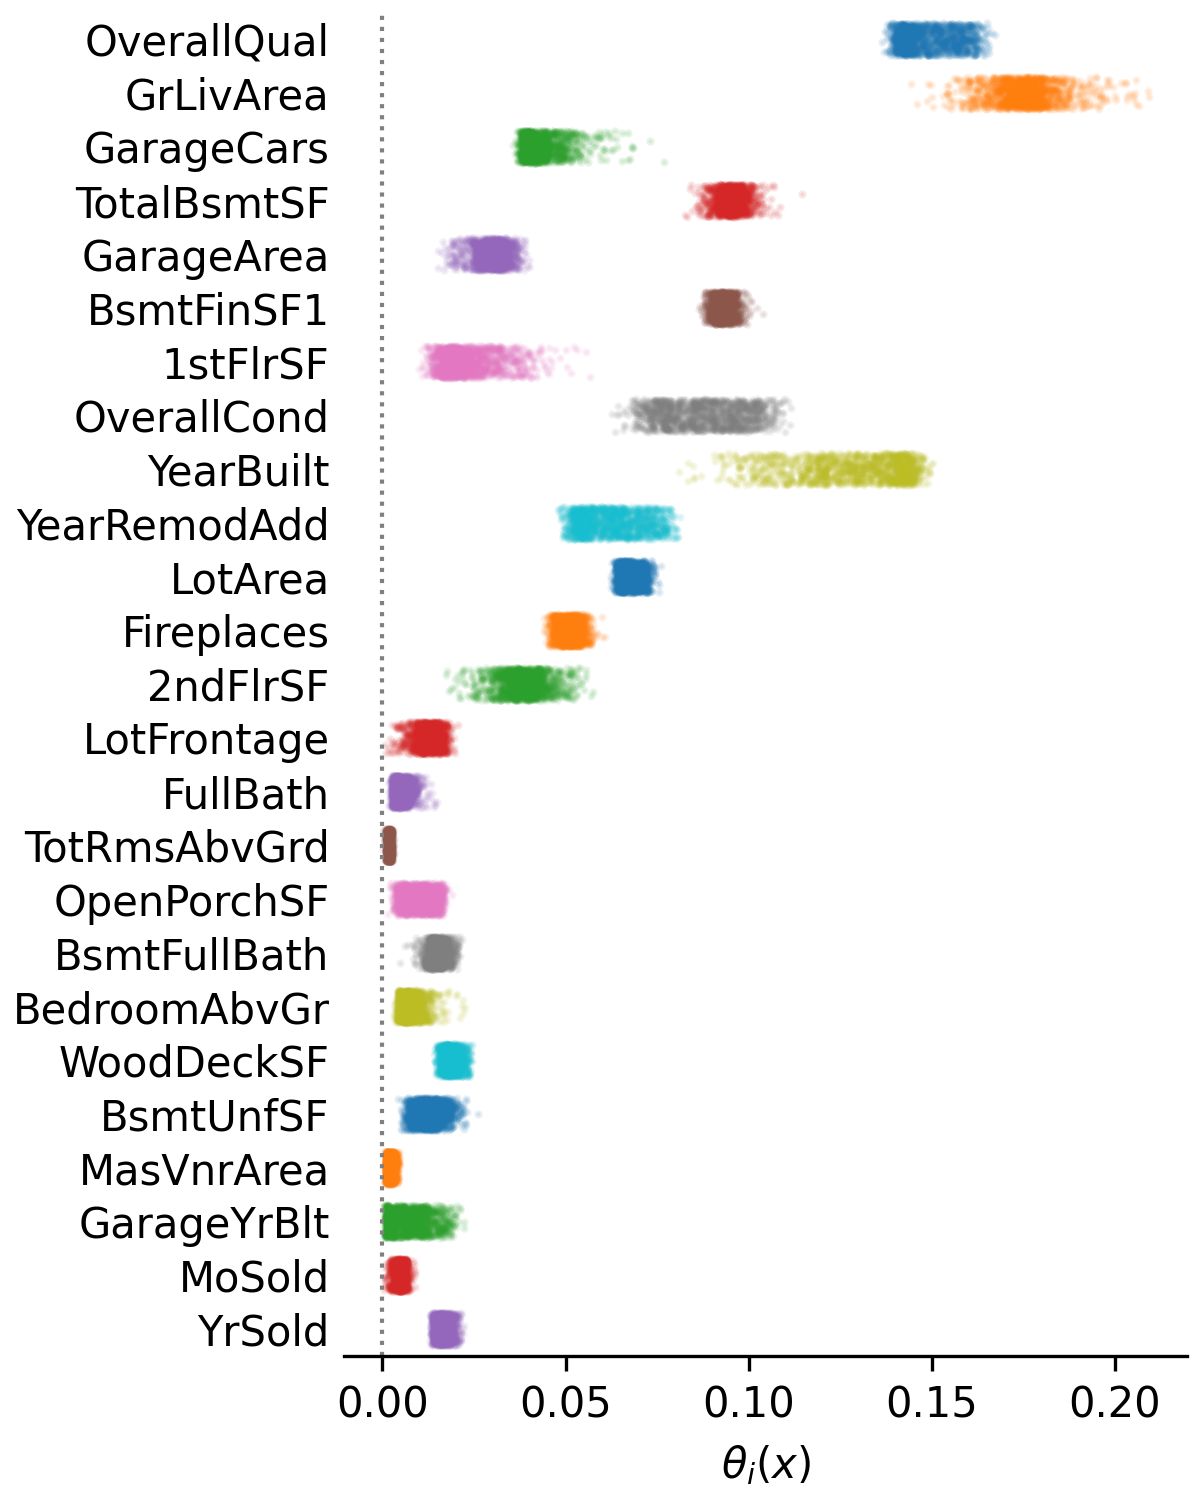 OverallQual
GrLivArea
GarageCars
TotalBsmtSF
GarageArea
BsmtFinSF1
1stFlrSF
OverallCond
YearBuilt
YearRemodAdd
LotArea
Fireplaces
2ndFlrSF
LotFrontage
FullBath
TotRmsAbvGrd
OpenPorchSF
BsmtFullBath
BedroomAbvGr
WoodDeckSF
BsmtUnfSF
MasVnrArea
GarageYrBlt
MoSold
YrSold
0.00 0.05 0.10 0.15 0.20
θᵢ(x)